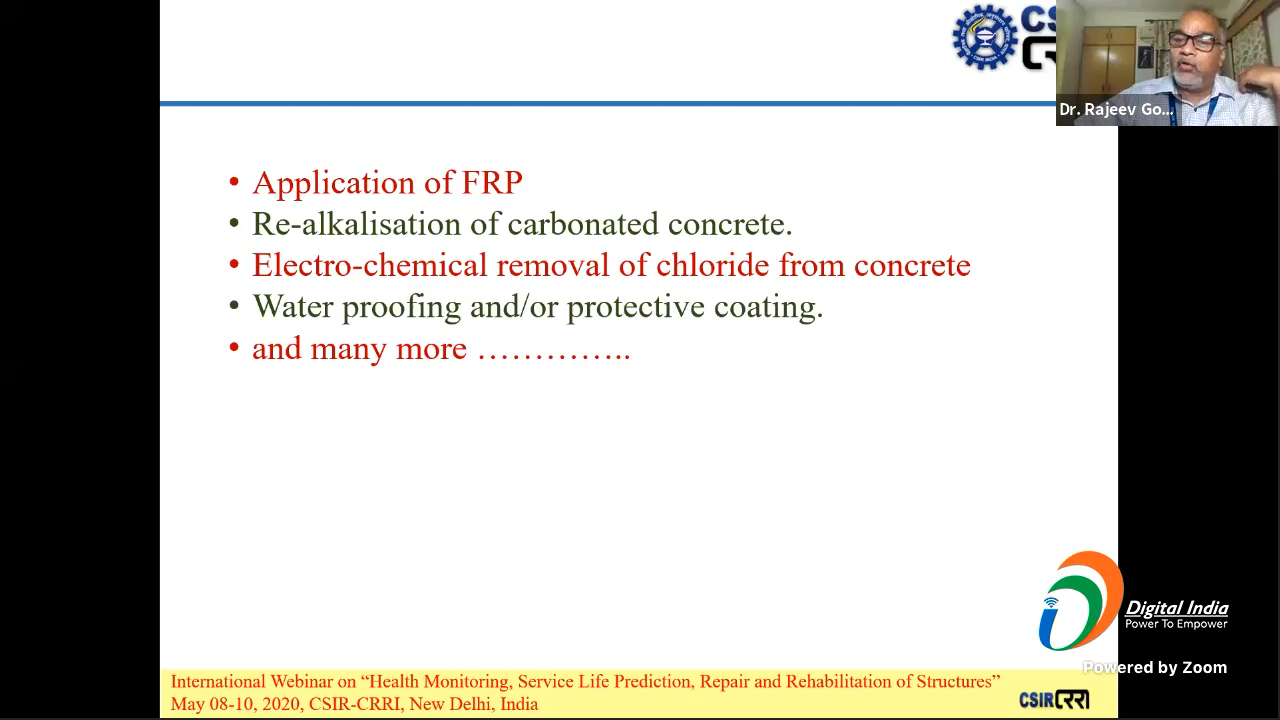 CS
CR
Dr. Rajeev Go...
• Application of FRP
• Re-alkalisation of carbonated concrete.
• Electro-chemical removal of chloride from concrete
• Water proofing and/or protective coating.
• and many more …………..
Digital India
Power To Empower
Powered by Zoom
International Webinar on “Health Monitoring, Service Life Prediction, Repair and Rehabilitation of Structures”
May 08-10, 2020, CSIR-CRRI, New Delhi, India
CSIR CRRI